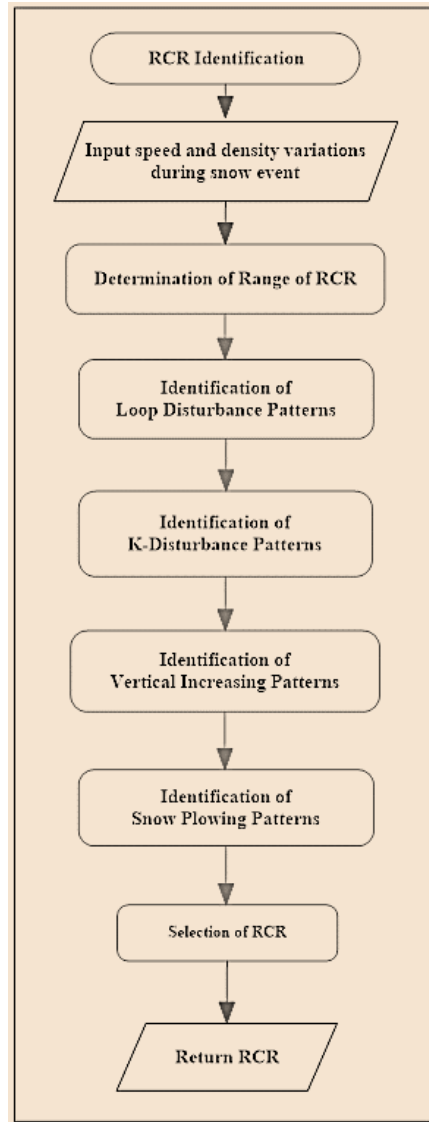 RCR Identification
Input speed and density variations
during snow event
Determination of Range of RCR
Identification of
Loop Disturbance Patterns
Identification of
K-Disturbance Patterns
Identification of
Vertical Increasing Patterns
Identification of
Snow Plowing Patterns
Selection of RCR
Return RCR